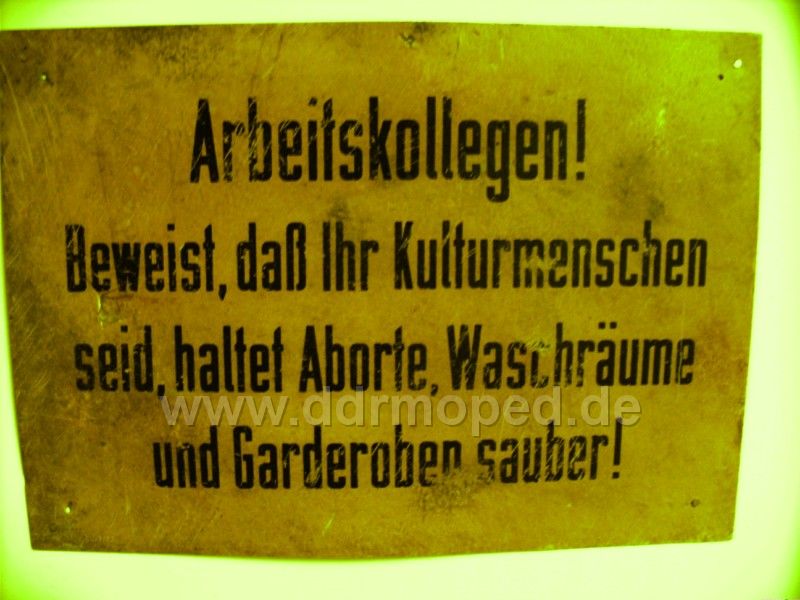 Arbeitskollegen!
Beweist, daß Ihr Kulturmenschen
seid, haltet Aborte, Waschräume
www.ddrmoped.de
und Garderoben sauber!